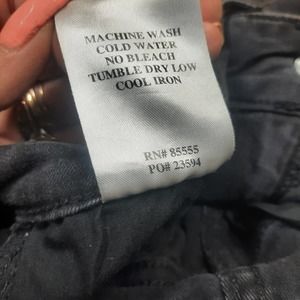 MACHINE WASH
COLD WATER
NO BLEACH
TUMBLE DRY LOW
COOL IRON
RN# 85555
PO# 23594